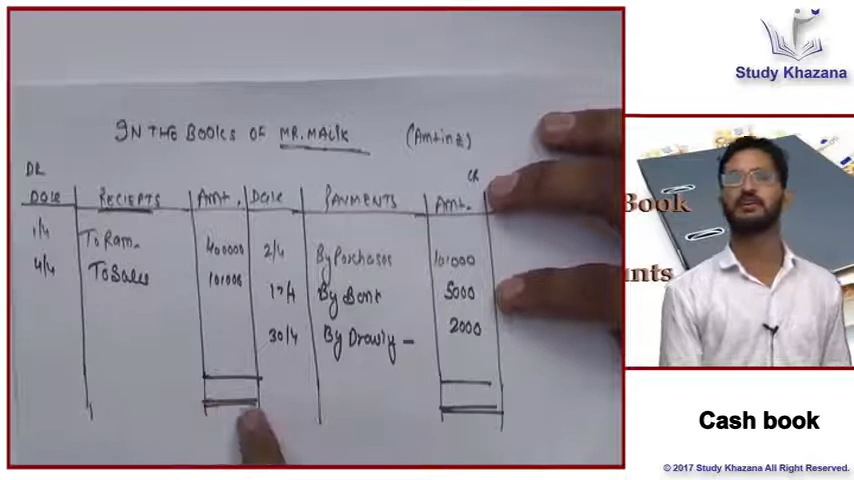 Study Khazana
IN THE BOOKS OF MR. MALIK (Amt in ₹)
DR CR
DATE RECIEPTS Amt. Date PAYMENTS Amt.
1/4 To Ram 400000 2/4 By Purchases 101000
4/4 To Sales 101000 17/4 By Bank 5000
30/4 By Drawing - 2000
Book
unts
Cash book
© 2017 Study Khazana All Right Reserved.